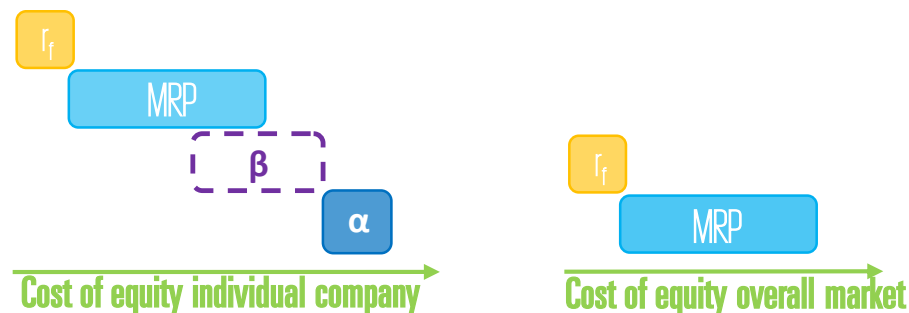 r_f
MRP
β
α
Cost of equity individual company
r_f
MRP
Cost of equity overall market